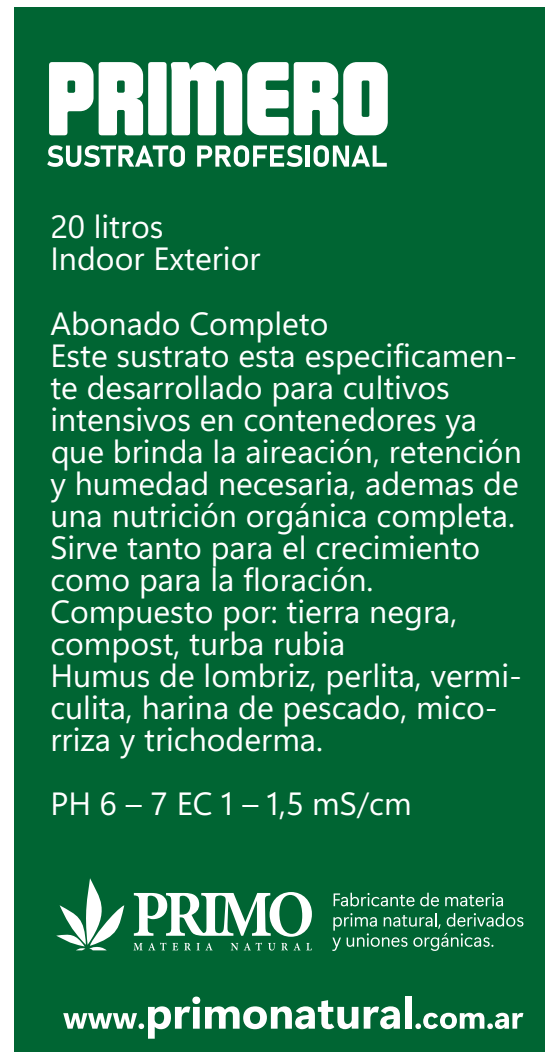 PRIMERO
SUSTRATO PROFESIONAL
20 litros
Indoor Exterior
Abonado Completo
Este sustrato esta especificamen-
te desarrollado para cultivos
intensivos en contenedores ya
que brinda la aireación, retención
y humedad necesaria, ademas de
una nutrición orgánica completa.
Sirve tanto para el crecimiento
como para la floración.
Compuesto por: tierra negra,
compost, turba rubia
Humus de lombriz, perlita, vermi-
culita, harina de pescado, mico-
rriza y trichoderma.
PH 6 – 7 EC 1 – 1,5 mS/cm
PRIMO
MATERIA NATURAL
Fabricante de materia
prima natural, derivados
y uniones orgánicas.
www.primonatural.com.ar